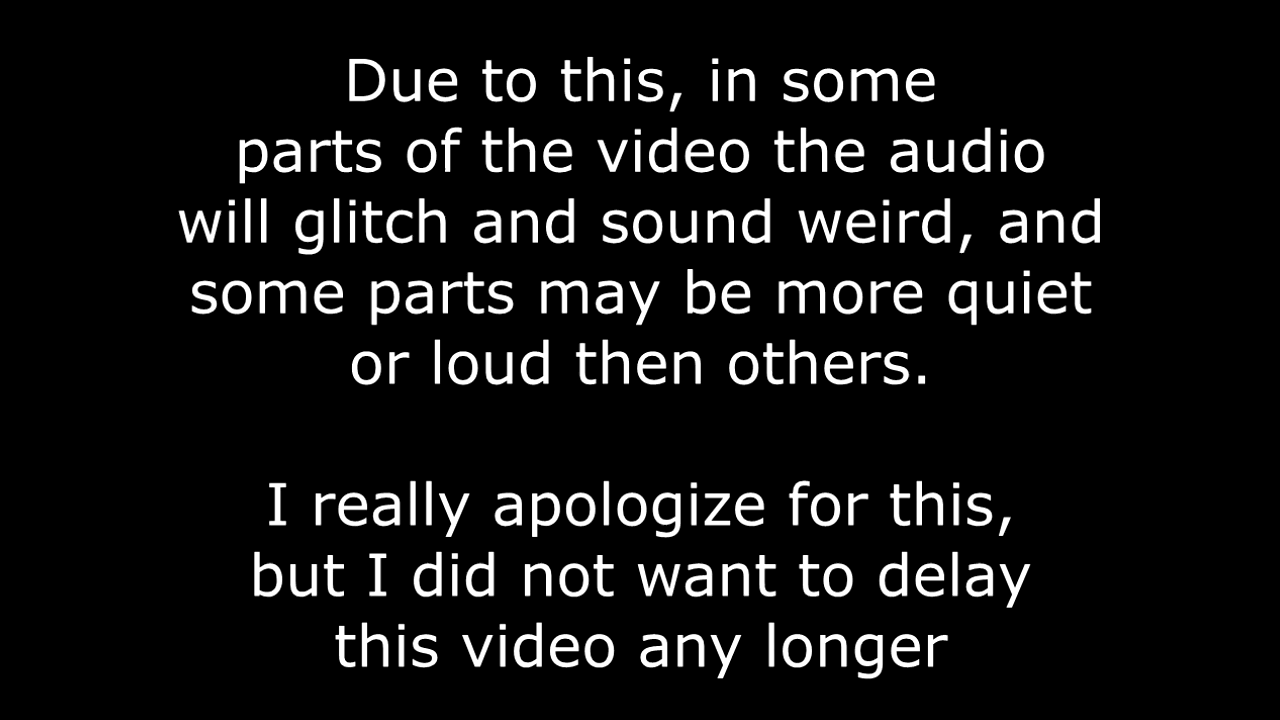 Due to this, in some
parts of the video the audio
will glitch and sound weird, and
some parts may be more quiet
or loud then others.
I really apologize for this,
but I did not want to delay
this video any longer